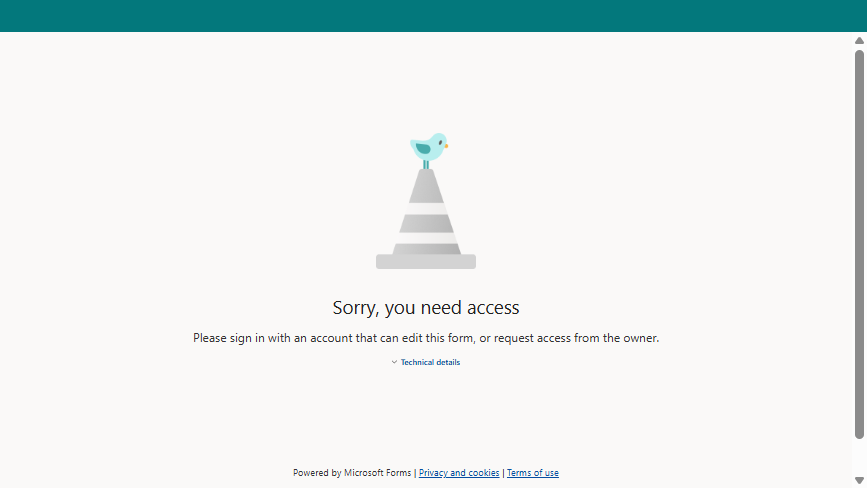 Sorry, you need access
Please sign in with an account that can edit this form, or request access from the owner.
Technical details
Powered by Microsoft Forms | Privacy and cookies | Terms of use